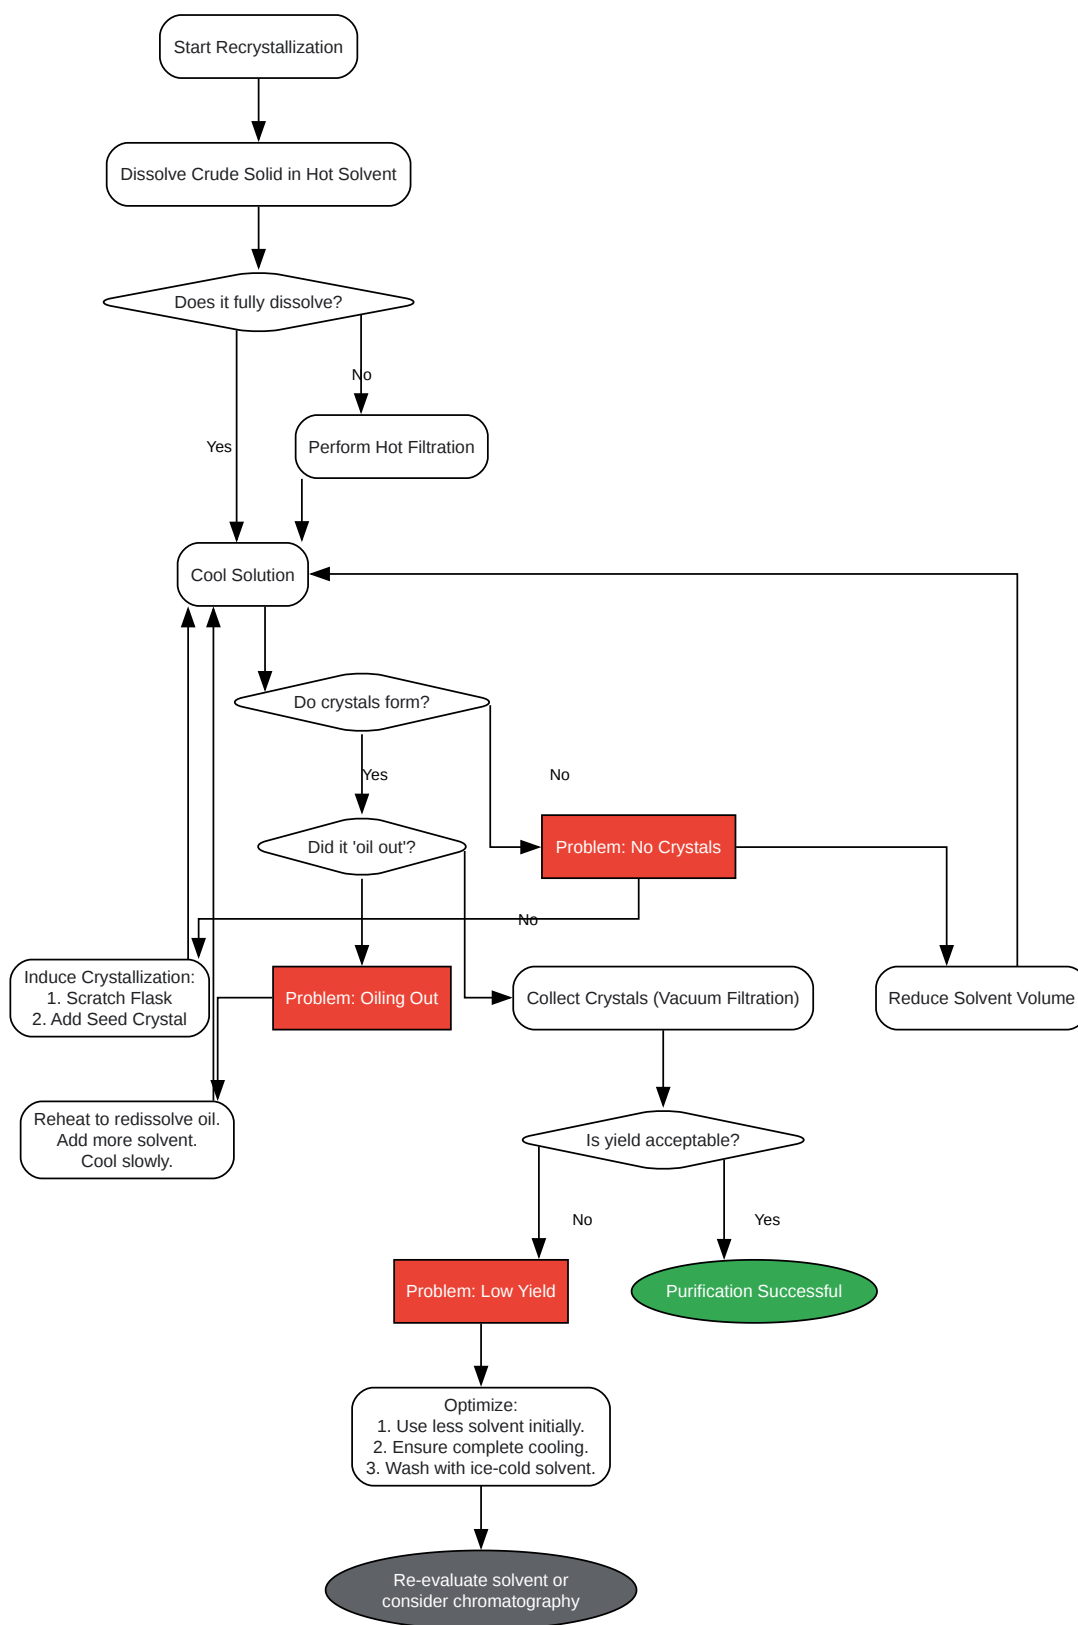 Start Recrystallization
Dissolve Crude Solid in Hot Solvent
Does it fully dissolve?
No
Yes
Perform Hot Filtration
Cool Solution
Do crystals form?
Yes
No
Did it 'oil out'?
Problem: No Crystals
No
Induce Crystallization:
1. Scratch Flask
2. Add Seed Crystal
Problem: Oiling Out
Collect Crystals (Vacuum Filtration)
Reduce Solvent Volume
Reheat to redissolve oil.
Add more solvent.
Cool slowly.
Is yield acceptable?
No
Yes
Problem: Low Yield
Purification Successful
Optimize:
1. Use less solvent initially.
2. Ensure complete cooling.
3. Wash with ice-cold solvent.
Re-evaluate solvent or
consider chromatography